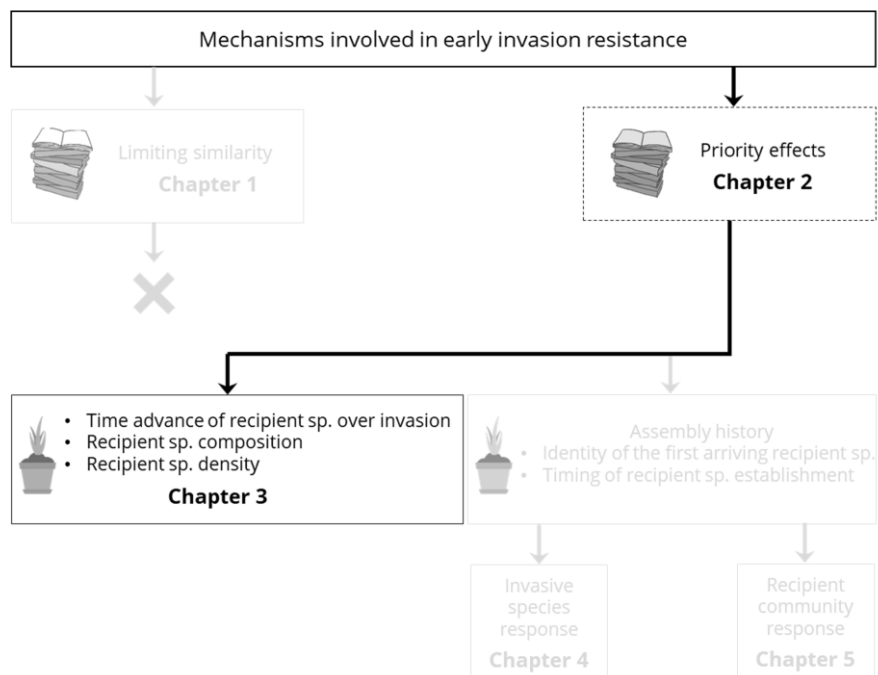 Mechanisms involved in early invasion resistance
Limiting similarity
Chapter 1
Priority effects
Chapter 2
• Time advance of recipient sp. over invasion
• Recipient sp. composition
• Recipient sp. density
Chapter 3
Assembly history
• Identity of the first arriving recipient sp.
• Timing of recipient sp. establishment
Invasive
species
response
Chapter 4
Recipient
community
response
Chapter 5